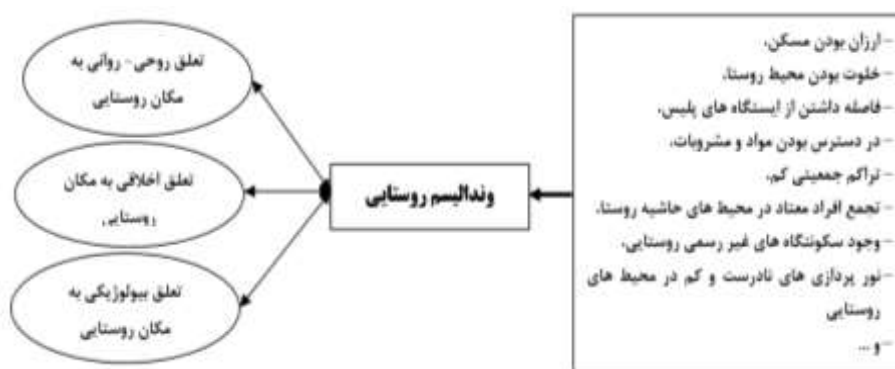 -ارزان بودن مسکن،
-خلوت بودن محیط روستا،
-فاصله داشتن از ایستگاه های پلیس،
-در دسترس بودن مواد و مشروبات،
-تراکم جمعیتی کم،
-تجمع افراد معتاد در محیط های حاشیه روستا،
-وجود سکونتگاه های غیر رسمی روستایی،
-نور پردازی های نادرست و کم در محیط های
روستایی
-و ...
وندالیسم روستایی
تعلق روحی- روانی به
مکان روستایی
تعلق اخلاقی به مکان
روستایی
تعلق بیولوژیکی به
مکان روستایی